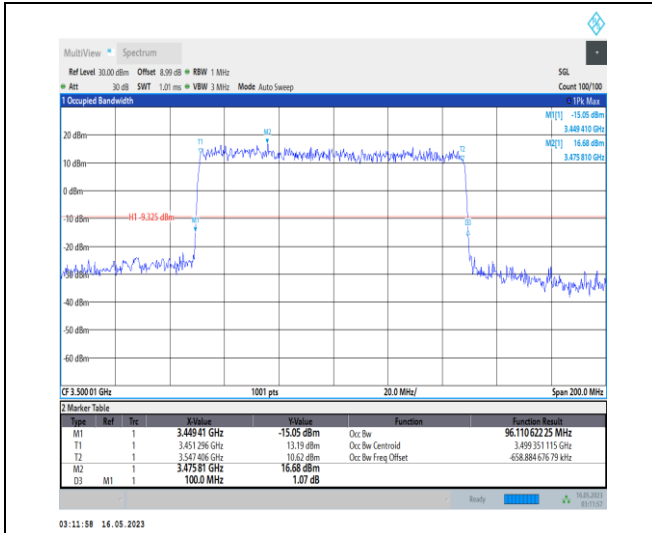 MultiView Spectrum
Ref Level 30.00 dBm Offset 8.99 dB RBW 1 MHz SGL
Att 30 dB SWT 1.01 ms VBW 3 MHz Mode Auto Sweep Count 100/100
1 Occupied Bandwidth 1Pk Max
M1[1] -15.05 dBm
3.449 410 GHz
M2[1] 16.68 dBm
3.475 810 GHz
20 dBm
M2
T1
T2
10 dBm
0 dBm
-10 dBm
H1 -9.325 dBm
M1
D3
-20 dBm
-30 dBm
-40 dBm
-50 dBm
-60 dBm
CF 3.500 01 GHz 1001 pts 20.0 MHz/ Span 200.0 MHz
2 Marker Table
Type Ref Trc X-Value Y-Value Function Function Result
M1 1 3.449 41 GHz -15.05 dBm Occ Bw 96.110 622 25 MHz
T1 1 3.451 296 GHz 13.19 dBm Occ Bw Centroid 3.499 351 115 GHz
T2 1 3.547 406 GHz 10.62 dBm Occ Bw Freq Offset -658.884 676 79 kHz
M2 1 3.475 81 GHz 16.68 dBm
D3 M1 1 100.0 MHz 1.07 dB
Ready 16.05.2023
03:11:57
03:11:58 16.05.2023